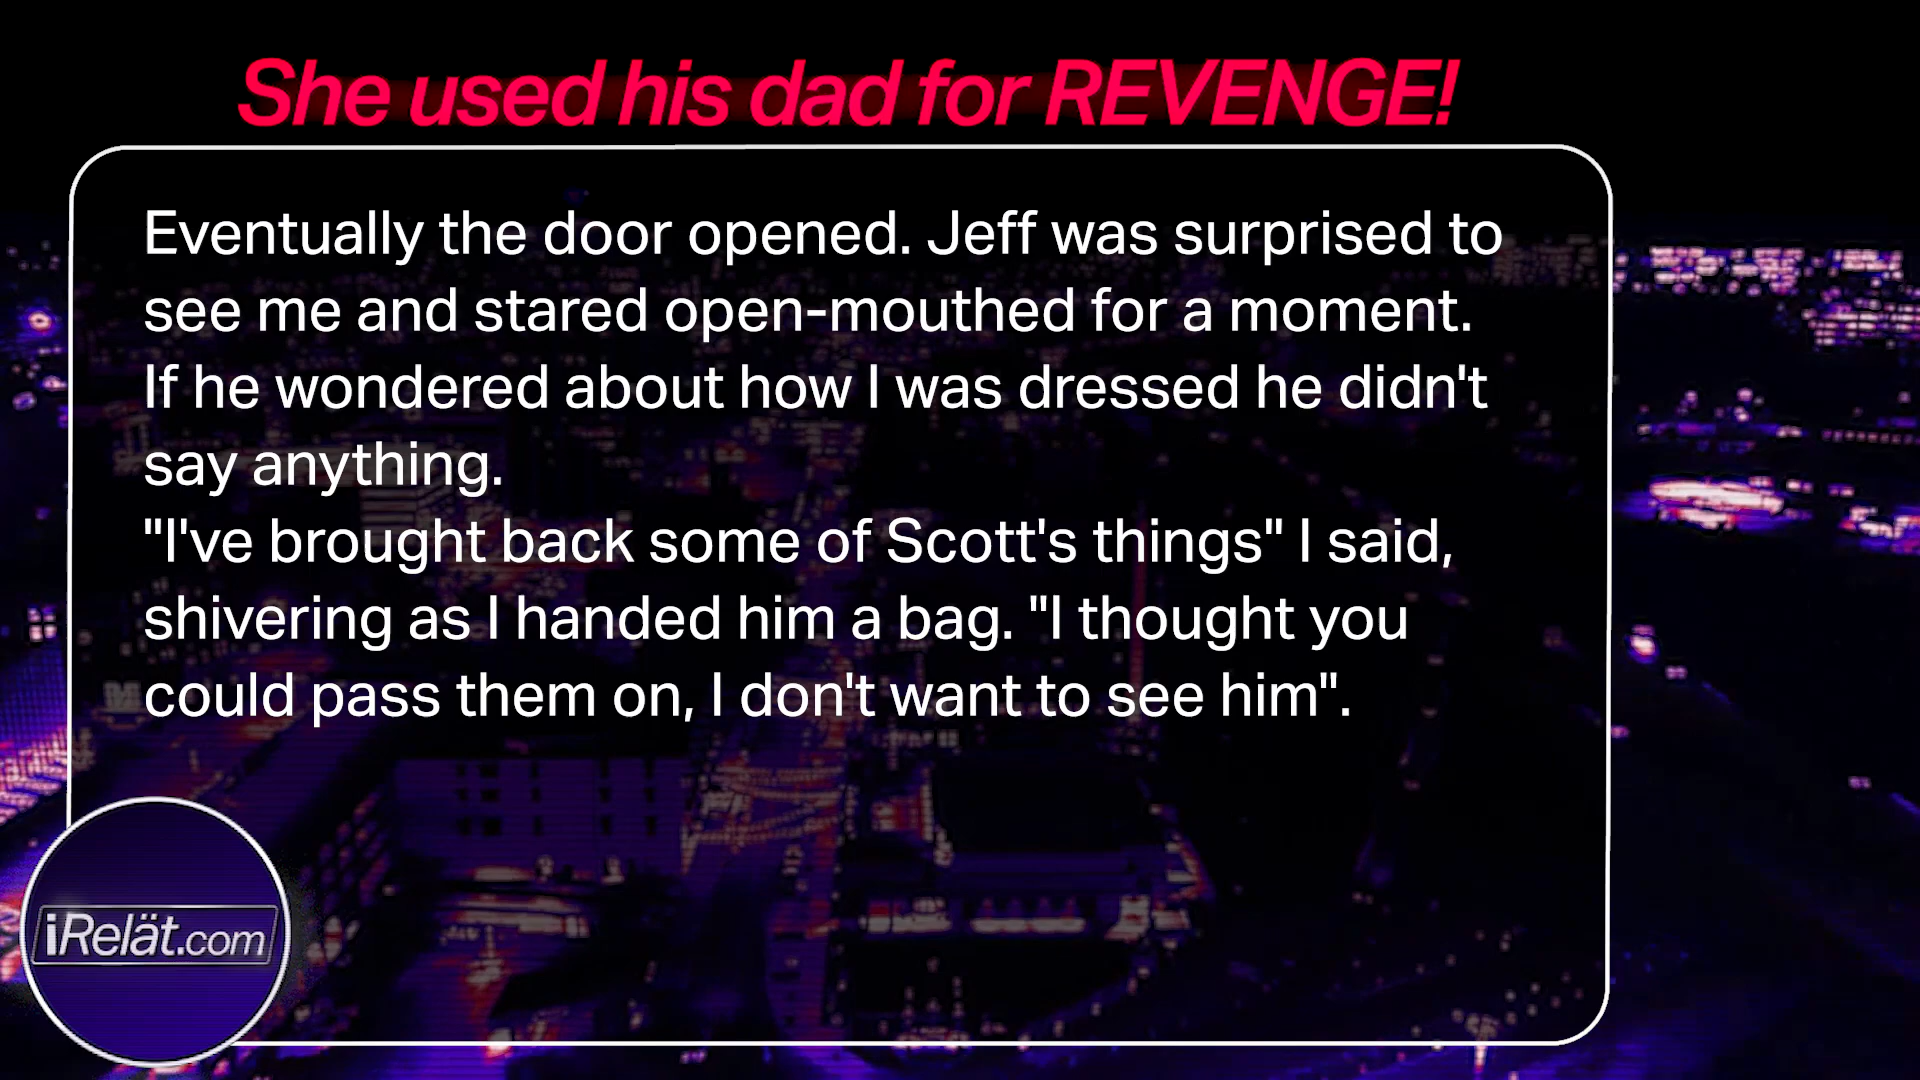 She used his dad for REVENGE!
Eventually the door opened. Jeff was surprised to
see me and stared open-mouthed for a moment.
If he wondered about how I was dressed he didn't
say anything.
"I've brought back some of Scott's things" I said,
shivering as I handed him a bag. "I thought you
could pass them on, I don't want to see him".
iRelät.com